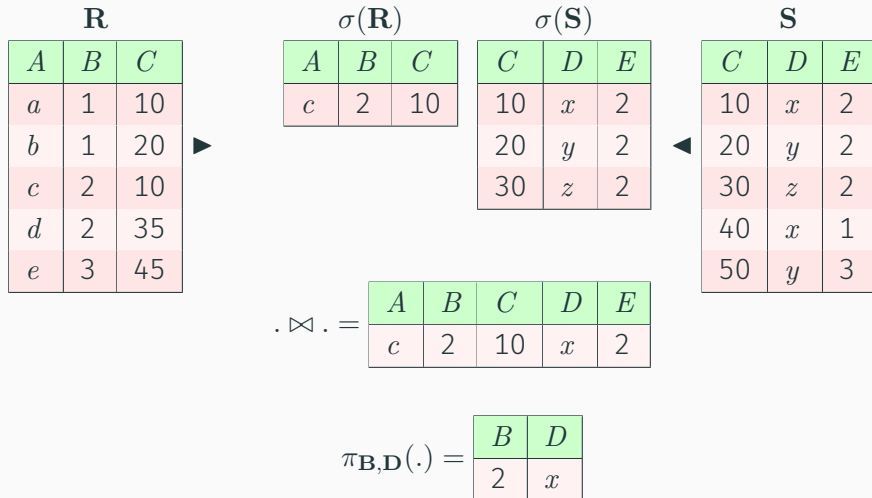 R
A B C
a 1 10
b 1 20
c 2 10
d 2 35
e 3 45
▶
σ(R)
A B C
c 2 10
σ(S)
C D E
10 x 2
20 y 2
30 z 2
◀
S
C D E
10 x 2
20 y 2
30 z 2
40 x 1
50 y 3
. ⋈ . =
A B C D E
c 2 10 x 2
π_{B,D}(.) =
B D
2 x